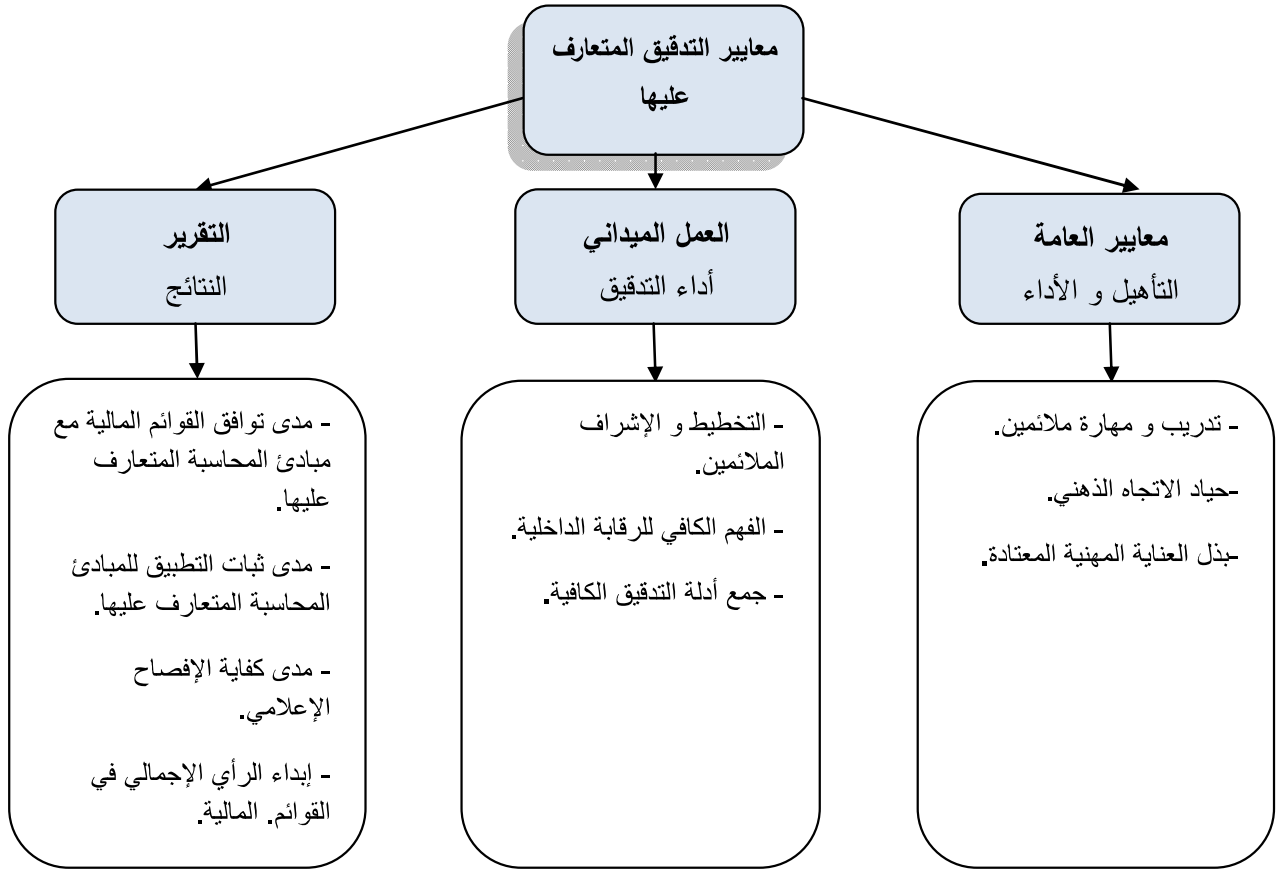 معايير التدقيق المتعارف
عليها
معايير العامة
التأهيل و الأداء
العمل الميداني
أداء التدقيق
التقرير
النتائج
- تدريب و مهارة ملائمين.
-حياد الاتجاه الذهني.
-بذل العناية المهنية المعتادة.
- التخطيط و الإشراف
الملائمين.
- الفهم الكافي للرقابة الداخلية.
- جمع أدلة التدقيق الكافية.
- مدى توافق القوائم المالية مع
مبادئ المحاسبة المتعارف
عليها.
- مدى ثبات التطبيق للمبادئ
المحاسبة المتعارف عليها.
- مدى كفاية الإفصاح
الإعلامي.
- إبداء الرأي الإجمالي في
القوائم. المالية.